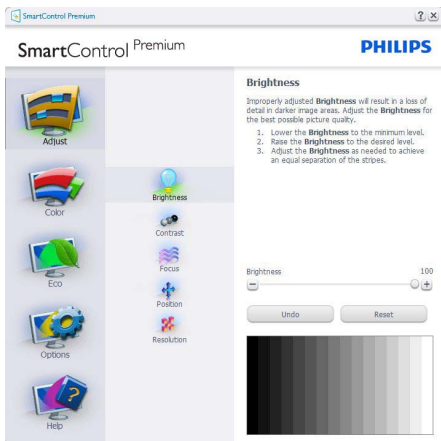 SmartControl Premium
SmartControl Premium
PHILIPS
Adjust
Color
Eco
Options
Help
Brightness
Contrast
Focus
Position
Resolution
Brightness
Improperly adjusted Brightness will result in a loss of
detail in darker image areas. Adjust the Brightness for
the best possible picture quality.
1. Lower the Brightness to the minimum level.
2. Raise the Brightness to the desired level.
3. Adjust the Brightness as needed to achieve
an equal separation of the stripes.
Brightness 100
Undo Reset